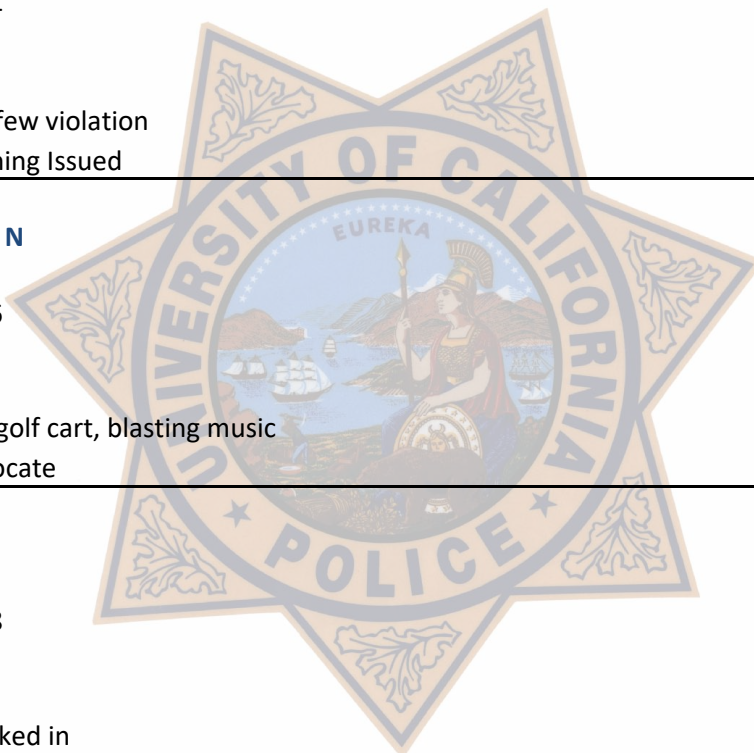 few violation
ning Issued
N
EUREKA
UNIVERSITY OF CALIFORNIA
golf cart, blasting music
ocate
POLICE
ked in